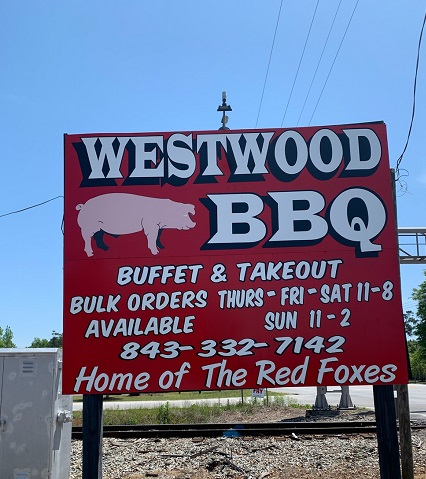 WESTWOOD
BBQ
BUFFET & TAKEOUT
BULK ORDERS THURS - FRI - SAT 11-8
AVAILABLE SUN 11 - 2
843-332-7142
Home of The Red Foxes